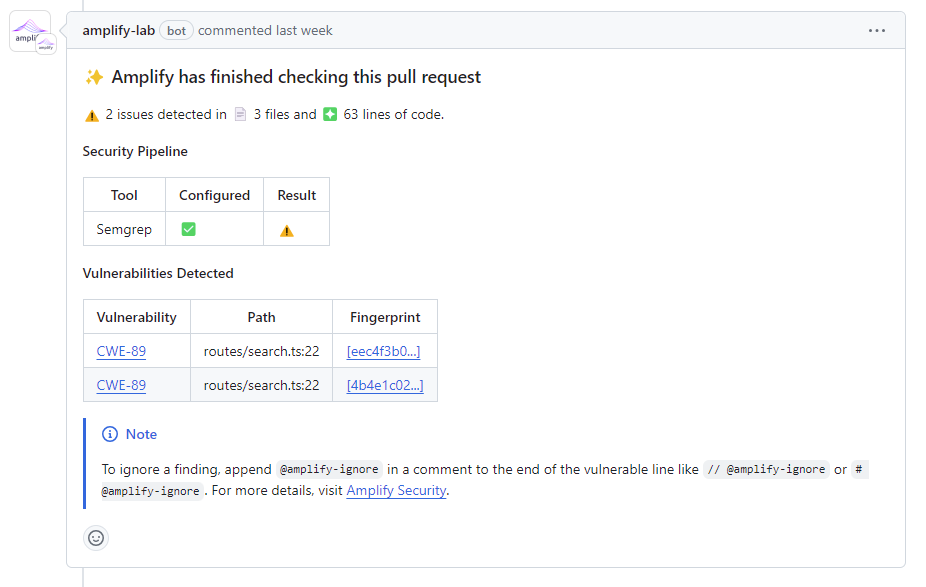 amplify
amplify-lab bot commented last week
Amplify has finished checking this pull request
2 issues detected in 3 files and 63 lines of code.
Security Pipeline
Tool Configured Result
Semgrep
Vulnerabilities Detected
Vulnerability Path Fingerprint
CWE-89 routes/search.ts:22 [eec4f3b0...]
CWE-89 routes/search.ts:22 [4b4e1c02...]
Note
To ignore a finding, append @amplify-ignore in a comment to the end of the vulnerable line like // @amplify-ignore or #
@amplify-ignore. For more details, visit Amplify Security.